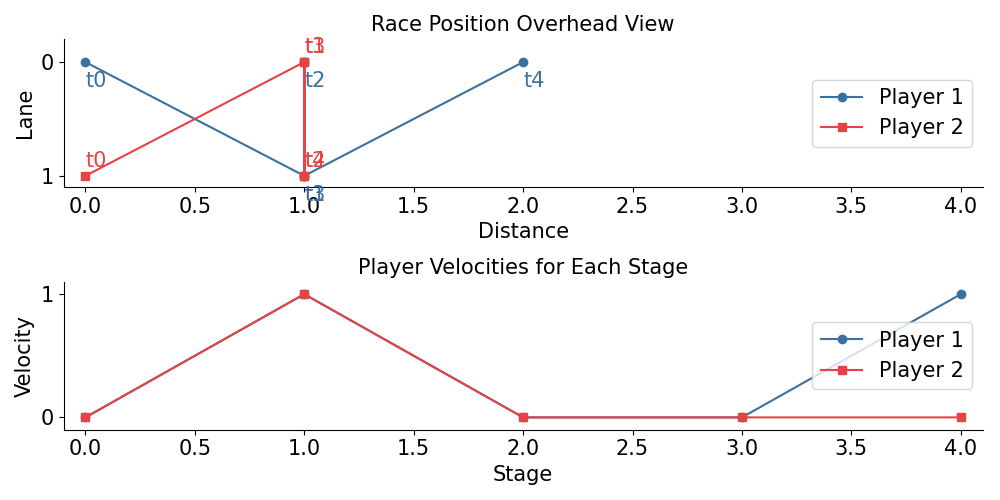 Race Position Overhead View
Lane
0
1
t0
t0
t1
t3
t2
t2
t4
t1
t3
t4
Player 1
Player 2
0.0 0.5 1.0 1.5 2.0 2.5 3.0 3.5 4.0
Distance
Player Velocities for Each Stage
Velocity
1
0
Player 1
Player 2
0.0 0.5 1.0 1.5 2.0 2.5 3.0 3.5 4.0
Stage